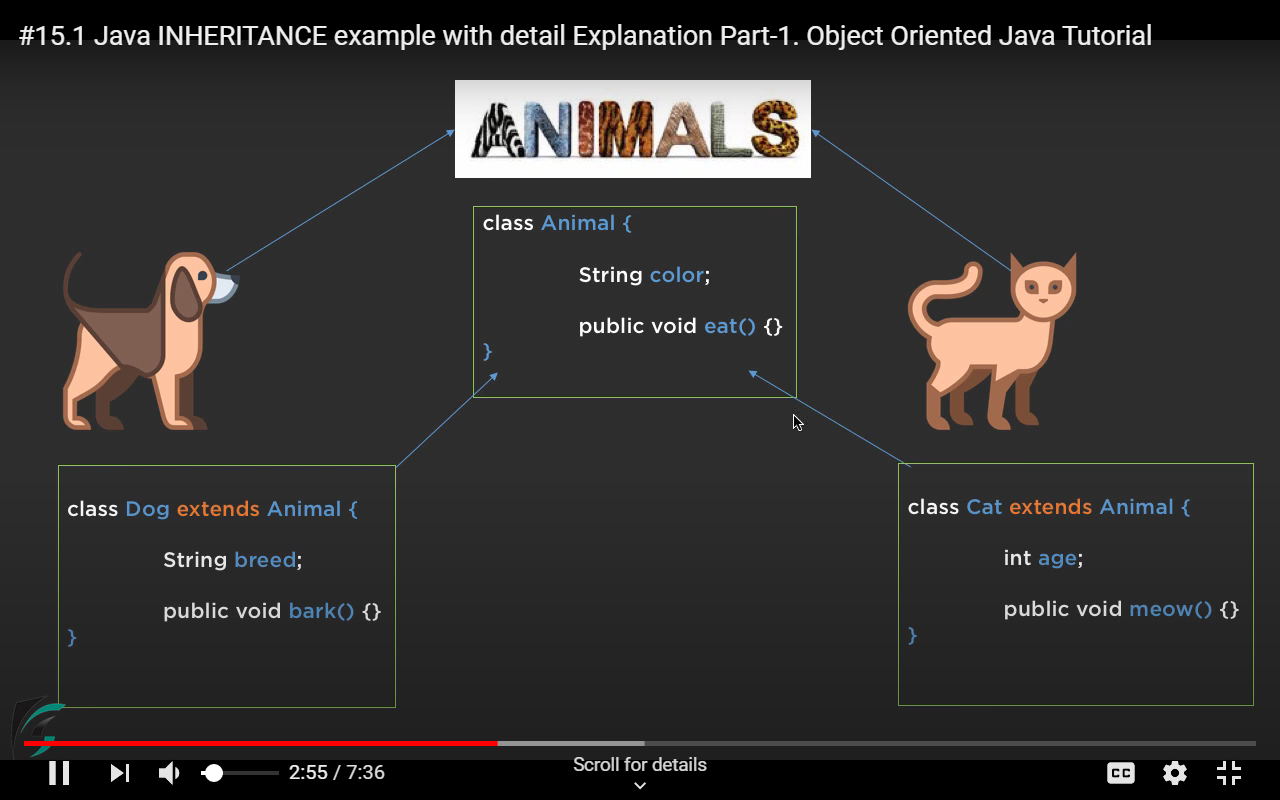 #15.1 Java INHERITANCE example with detail Explanation Part-1. Object Oriented Java Tutorial
ANIMALS
class Animal {
String color;
public void eat() {}
}
class Dog extends Animal {
String breed;
public void bark() {}
}
class Cat extends Animal {
int age;
public void meow() {}
}
2:55 / 7:36
Scroll for details
CC